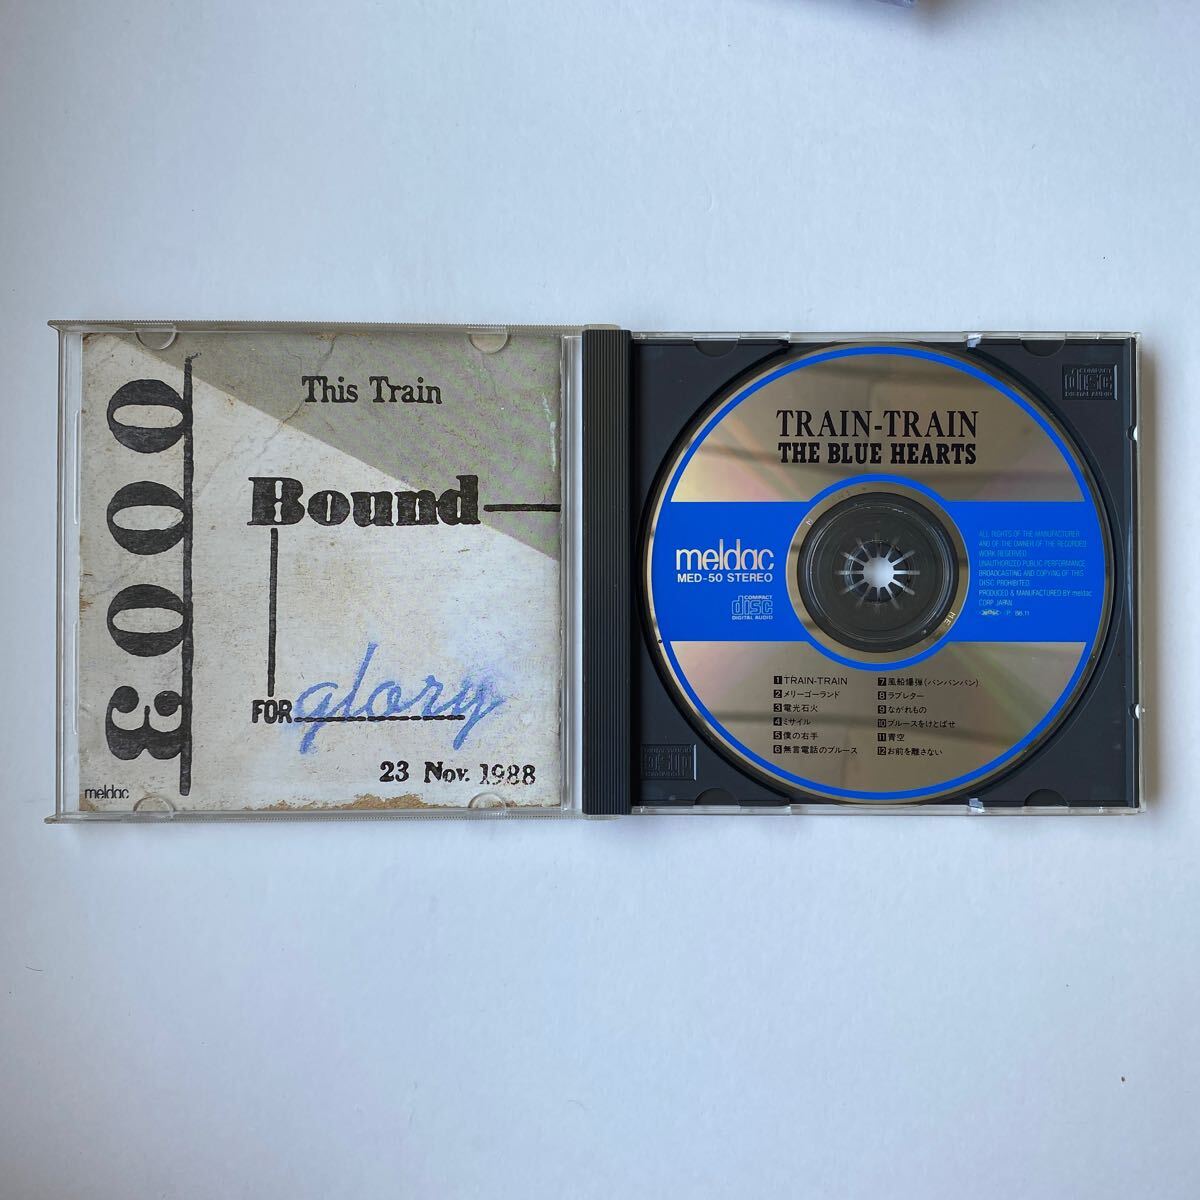 3000
This Train
Bound
FOR glory
23 Nov. 1988
meldac
TRAIN-TRAIN
THE BLUE HEARTS
meldac
MED-50 STEREO
COMPACT
disc
DIGITAL AUDIO
ALL RIGHTS OF THE MANUFACTURER
AND OF THE OWNER OF THE RECORDED
WORK RESERVED
UNAUTHORIZED PUBLIC PERFORMANCE
BROADCASTING AND COPYING OF THIS
DISC PROHIBITED.
PRODUCED & MANUFACTURED BY meldac
CORP JAPAN
P 88.11
1 TRAIN-TRAIN
2 メリーゴーランド
3 電光石火
4 ミサイル
5 僕の右手
6 無言電話のブルース
7 風船爆弾(バンバンバン)
8 ラブレター
9 ながれもの
10 ブルースをけとばせ
11 青空
12 お前を離さない
COMPACT
disc
DIGITAL AUDIO
COMPACT
disc
DIGITAL AUDIO